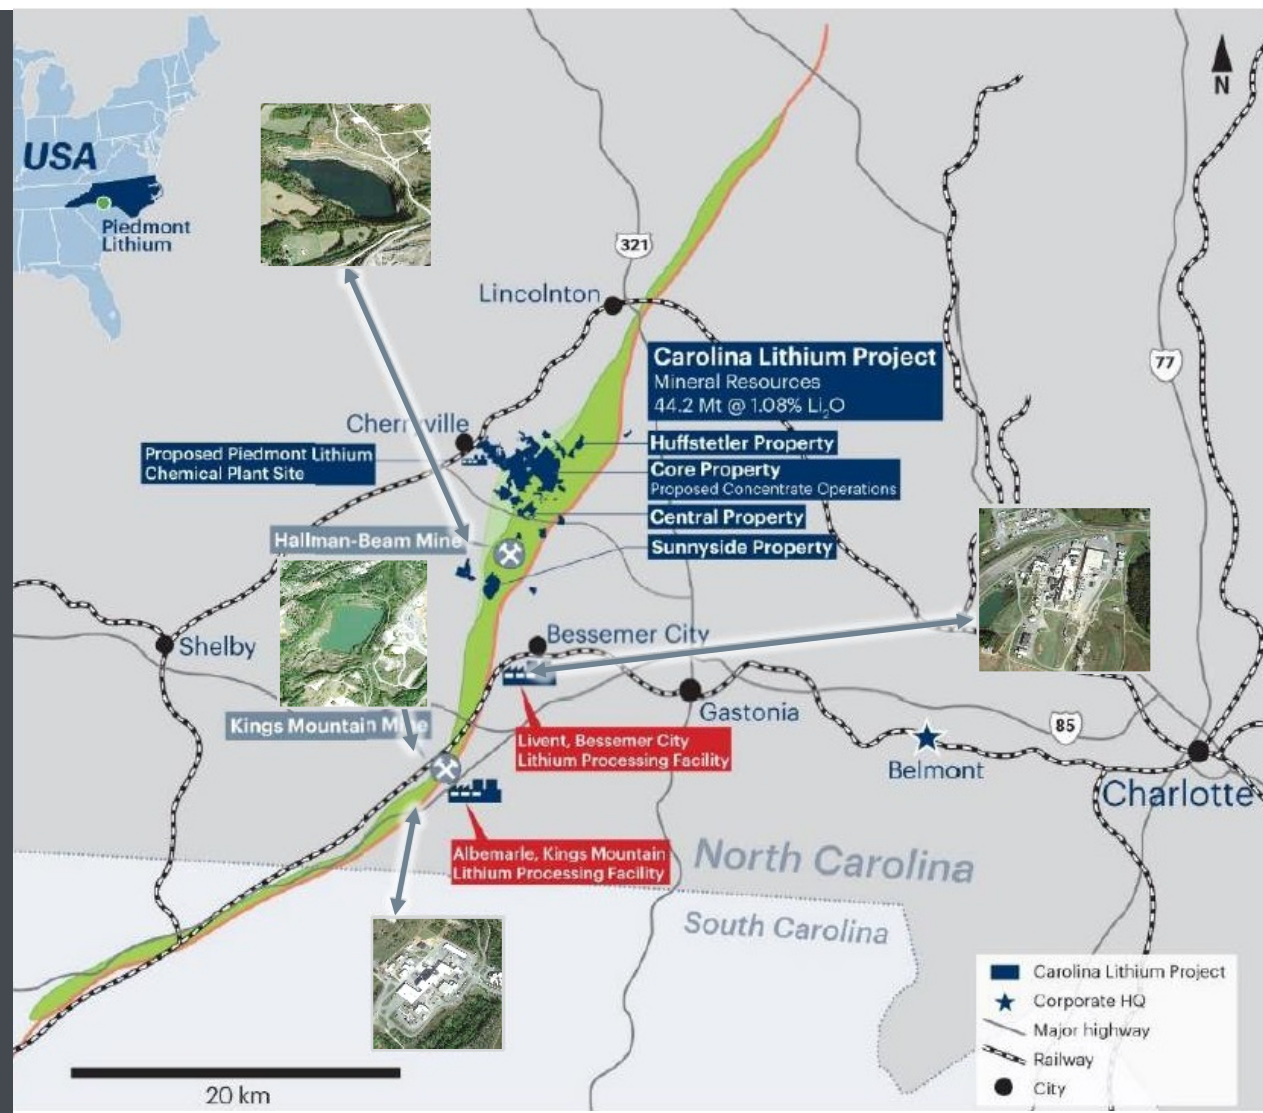 N
USA
Piedmont
Lithium
321
Lincolnton
77
Carolina Lithium Project
Mineral Resources
44.2 Mt @ 1.08% Li₂O
Cherryville
Huffstetler Property
Proposed Piedmont Lithium
Chemical Plant Site
Core Property
Proposed Concentrate Operations
Central Property
Hallman-Beam Mine
Sunnyside Property
Bessemer City
Shelby
Gastonia
Kings Mountain Mine
85
Livent, Bessemer City
Lithium Processing Facility
Belmont
Charlotte
Albemarle, Kings Mountain
Lithium Processing Facility
North Carolina
South Carolina
Carolina Lithium Project
Corporate HQ
Major highway
Railway
City
20 km